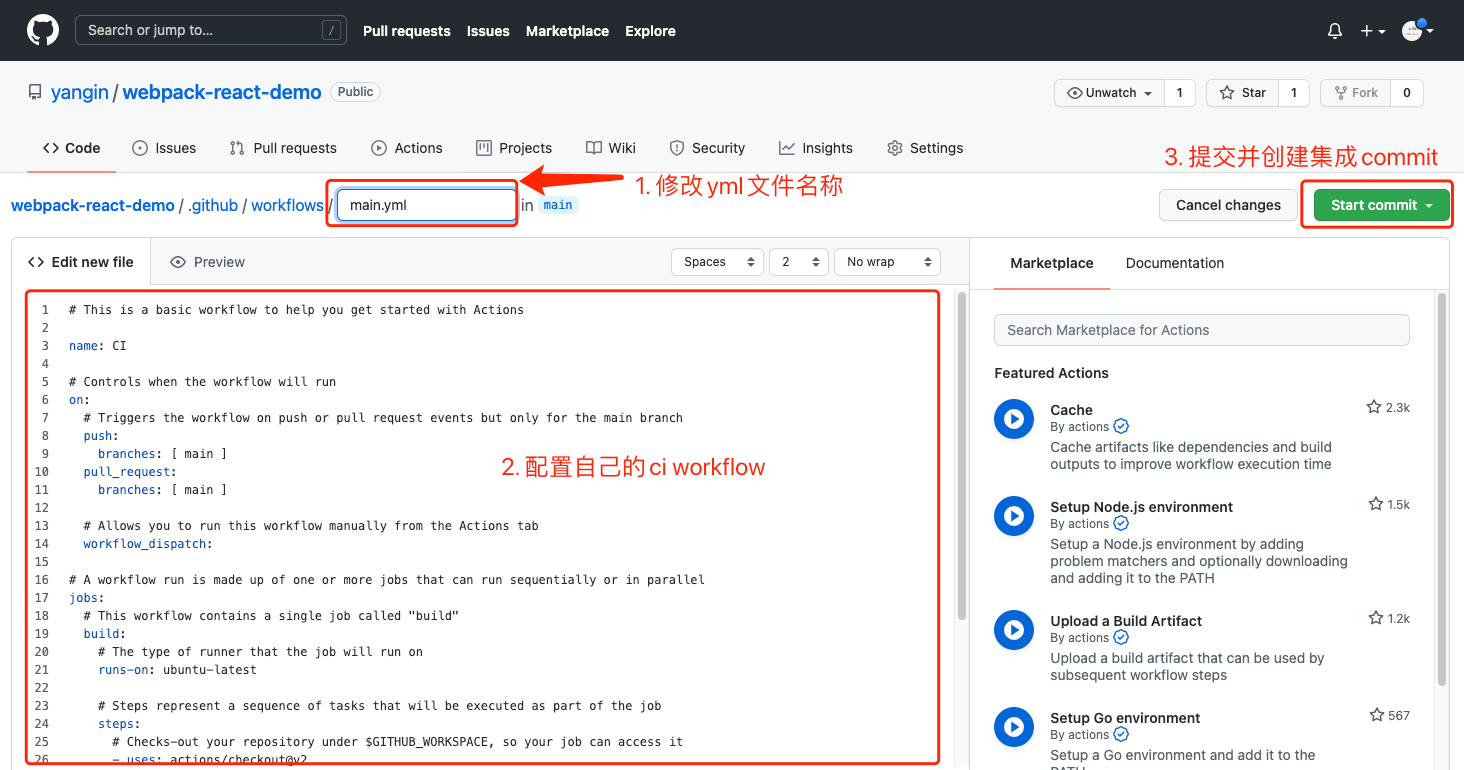 Search or jump to... /
Pull requests Issues Marketplace Explore
yangin / webpack-react-demo Public
Unwatch 1 Star 1 Fork 0
Code Issues Pull requests Actions Projects Wiki Security Insights Settings
3. 提交并创建集成commit
1. 修改yml文件名称
webpack-react-demo / .github / workflows / main.yml in main
Cancel changes Start commit
Edit new file Preview
Spaces 2 No wrap
1 # This is a basic workflow to help you get started with Actions
2
3 name: CI
4
5 # Controls when the workflow will run
6 on:
7 # Triggers the workflow on push or pull request events but only for the main branch
8 push:
9 branches: [ main ]
10 pull_request:
11 branches: [ main ]
12
13 # Allows you to run this workflow manually from the Actions tab
14 workflow_dispatch:
15
16 # A workflow run is made up of one or more jobs that can run sequentially or in parallel
17 jobs:
18 # This workflow contains a single job called "build"
19 build:
20 # The type of runner that the job will run on
21 runs-on: ubuntu-latest
22
23 # Steps represent a sequence of tasks that will be executed as part of the job
24 steps:
25 # Checks-out your repository under $GITHUB_WORKSPACE, so your job can access it
26 - uses: actions/checkout@v2
2. 配置自己的ci workflow
Marketplace Documentation
Search Marketplace for Actions
Featured Actions
Cache 2.3k
By actions
Cache artifacts like dependencies and build
outputs to improve workflow execution time
Setup Node.js environment 1.5k
By actions
Setup a Node.js environment by adding
problem matchers and optionally downloading
and adding it to the PATH
Upload a Build Artifact 1.2k
By actions
Upload a build artifact that can be used by
subsequent workflow steps
Setup Go environment 567
By actions
Setup a Go environment and add it to the
PATH